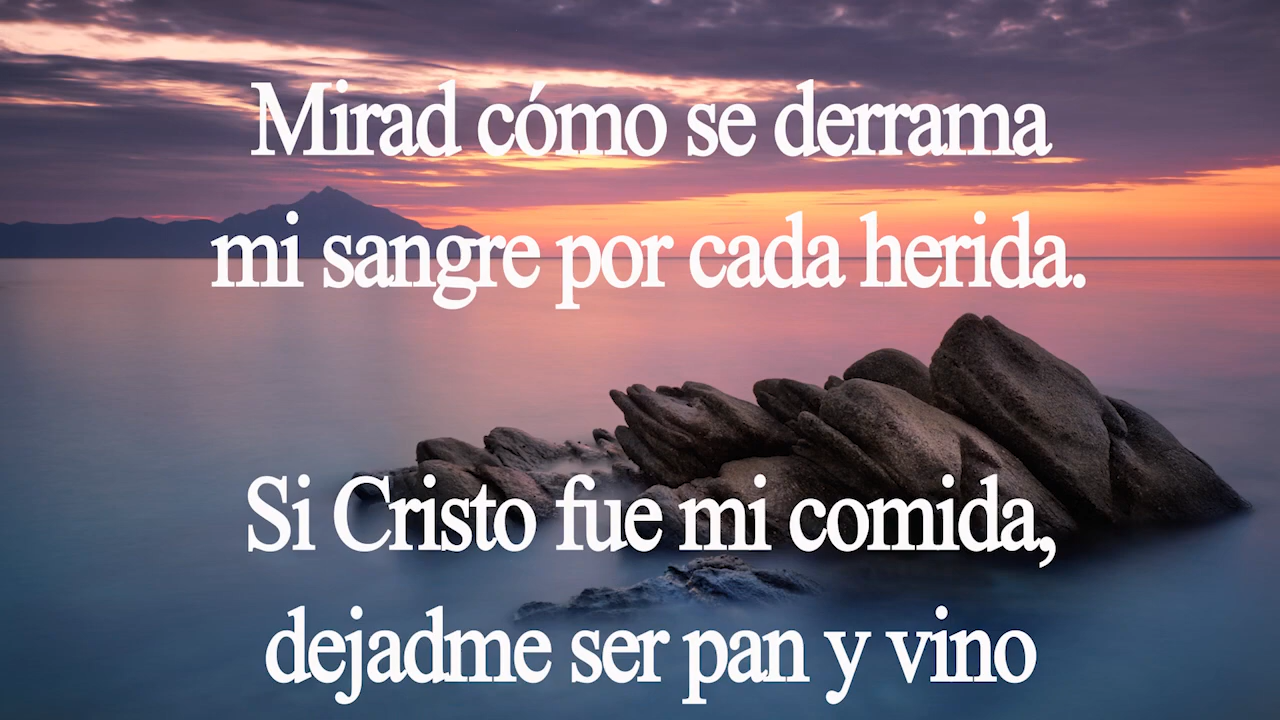 Mirad cómo se derrama
mi sangre por cada herida.
Si Cristo fue mi comida,
dejadme ser pan y vino